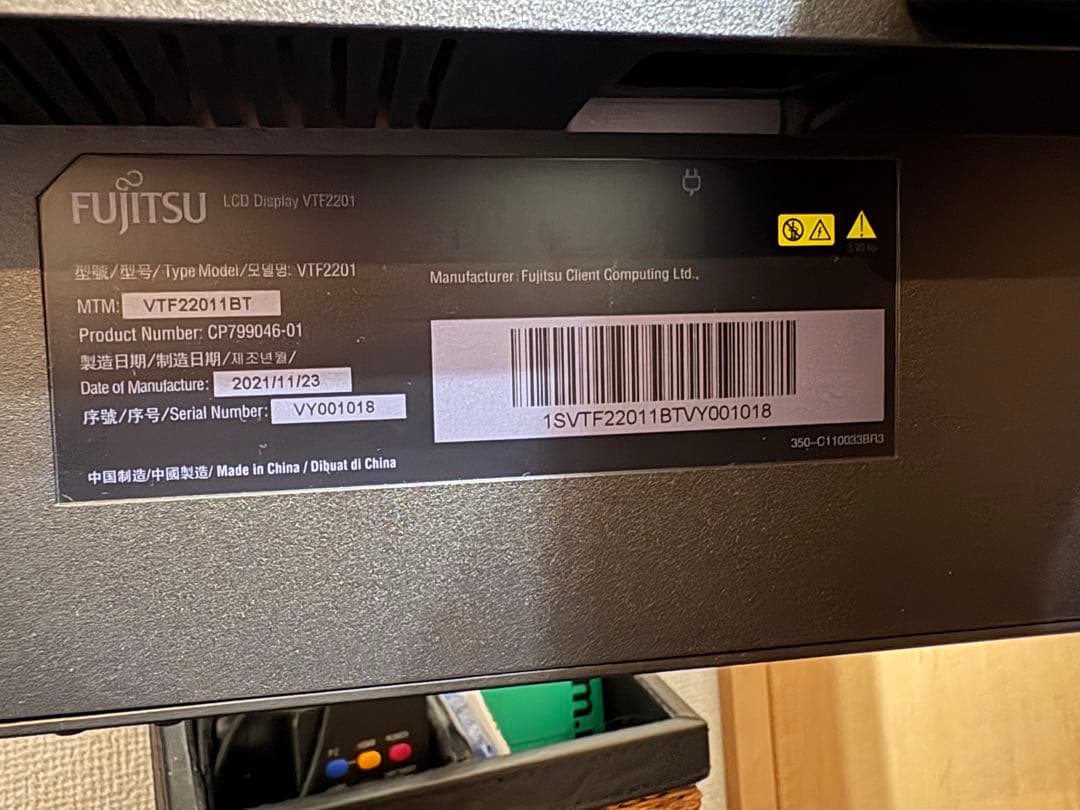 FUJITSU LCD Display VTF2201
型號/型号/Type Model/모델명: VTF2201
MTM: VTF22011BT
Product Number: CP799046-01
製造日期/制造日期/제조년월/
Date of Manufacture: 2021/11/23
序號/序号/Serial Number: VY001018
中国制造/中國製造/ Made in China / Dibuat di China
Manufacturer: Fujitsu Client Computing Ltd.,
1SVTF22011BTVY001018
350-C110033BR3